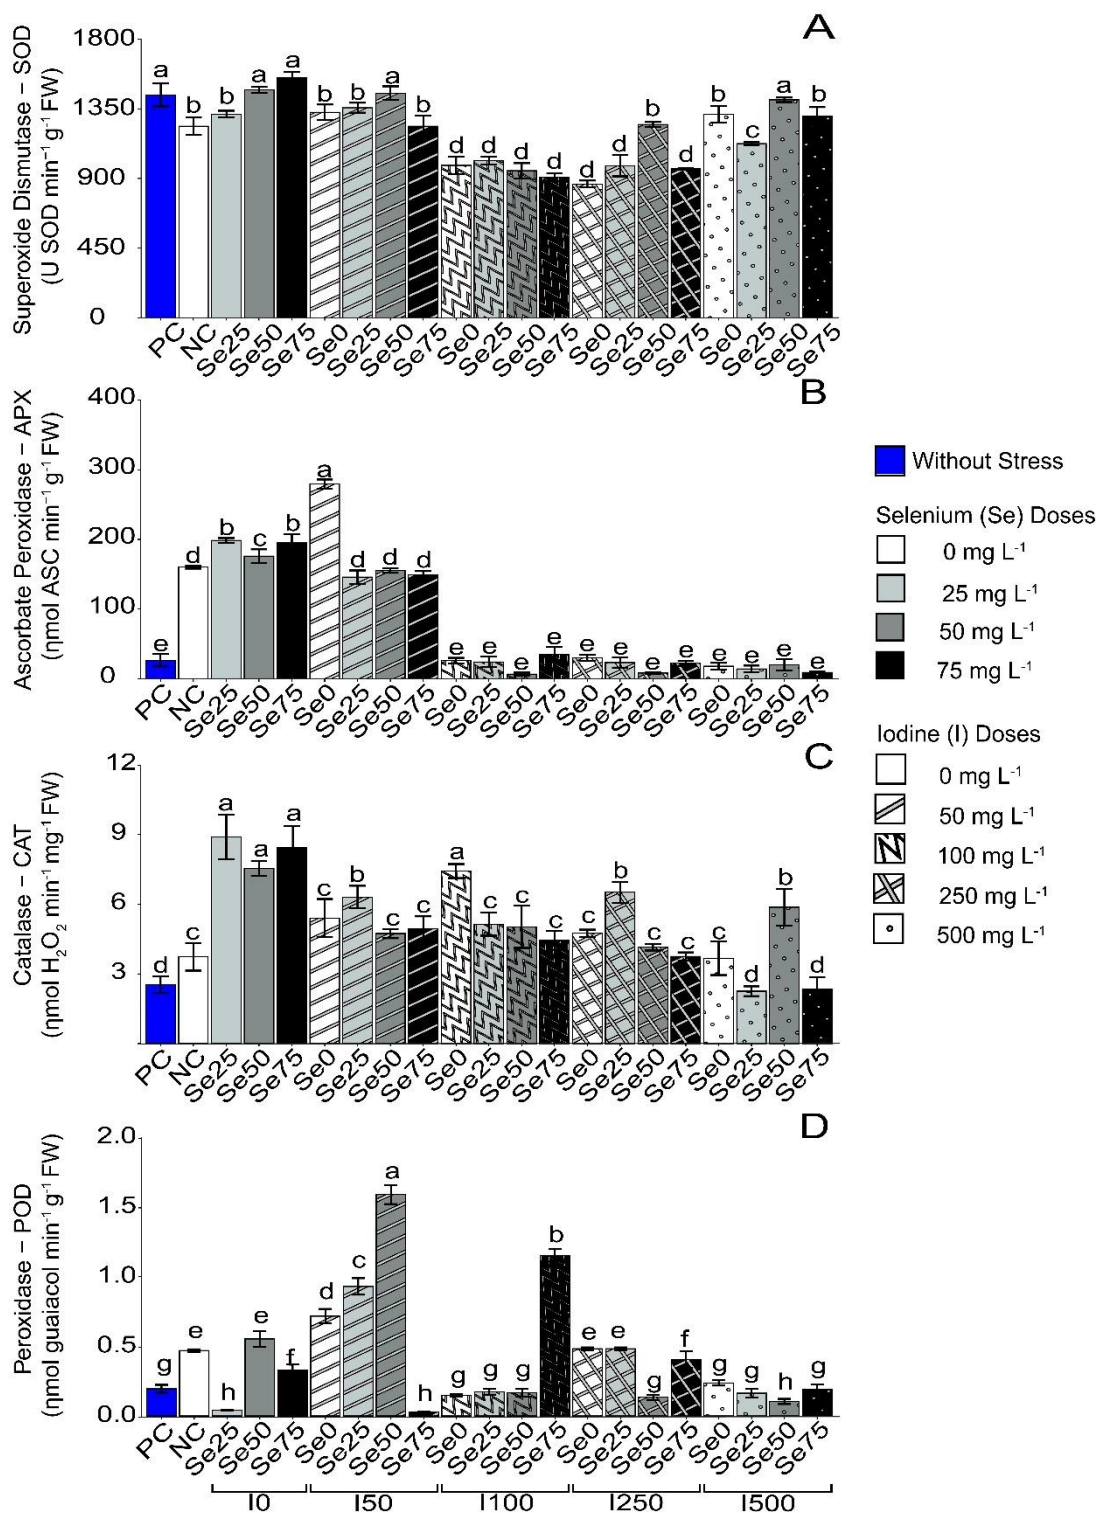 A
Superoxide Dismutase – SOD
(U SOD min⁻¹ g⁻¹ FW)
1800
1350
900
450
0
a b b a a b b a b d d d d d d b d b c a b
PC NC Se25 Se50 Se75 Se0 Se25 Se50 Se75 Se0 Se25 Se50 Se75 Se0 Se25 Se50 Se75 Se0 Se25 Se50 Se75
B
Ascorbate Peroxidase – APX
(ηmol ASC min⁻¹ g⁻¹ FW)
400
300
200
100
0
e d b c b a d d d e e e e e e e e e e e e
PC NC Se25 Se50 Se75 Se0 Se25 Se50 Se75 Se0 Se25 Se50 Se75 Se0 Se25 Se50 Se75 Se0 Se25 Se50 Se75
C
Catalase – CAT
(ηmol H₂O₂ min⁻¹ mg⁻¹ FW)
12
9
6
3
d c a a a c b c c a c c c c b c c c d b d
PC NC Se25 Se50 Se75 Se0 Se25 Se50 Se75 Se0 Se25 Se50 Se75 Se0 Se25 Se50 Se75 Se0 Se25 Se50 Se75
D
Peroxidase – POD
(ηmol guaiacol min⁻¹ g⁻¹ FW)
2.0
1.5
1.0
0.5
0.0
g e h e f d c a h g g g b e e g f g g h g
PC NC Se25 Se50 Se75 Se0 Se25 Se50 Se75 Se0 Se25 Se50 Se75 Se0 Se25 Se50 Se75 Se0 Se25 Se50 Se75
I0 I50 I100 I250 I500
Without Stress
Selenium (Se) Doses
0 mg L⁻¹
25 mg L⁻¹
50 mg L⁻¹
75 mg L⁻¹
Iodine (I) Doses
0 mg L⁻¹
50 mg L⁻¹
100 mg L⁻¹
250 mg L⁻¹
500 mg L⁻¹